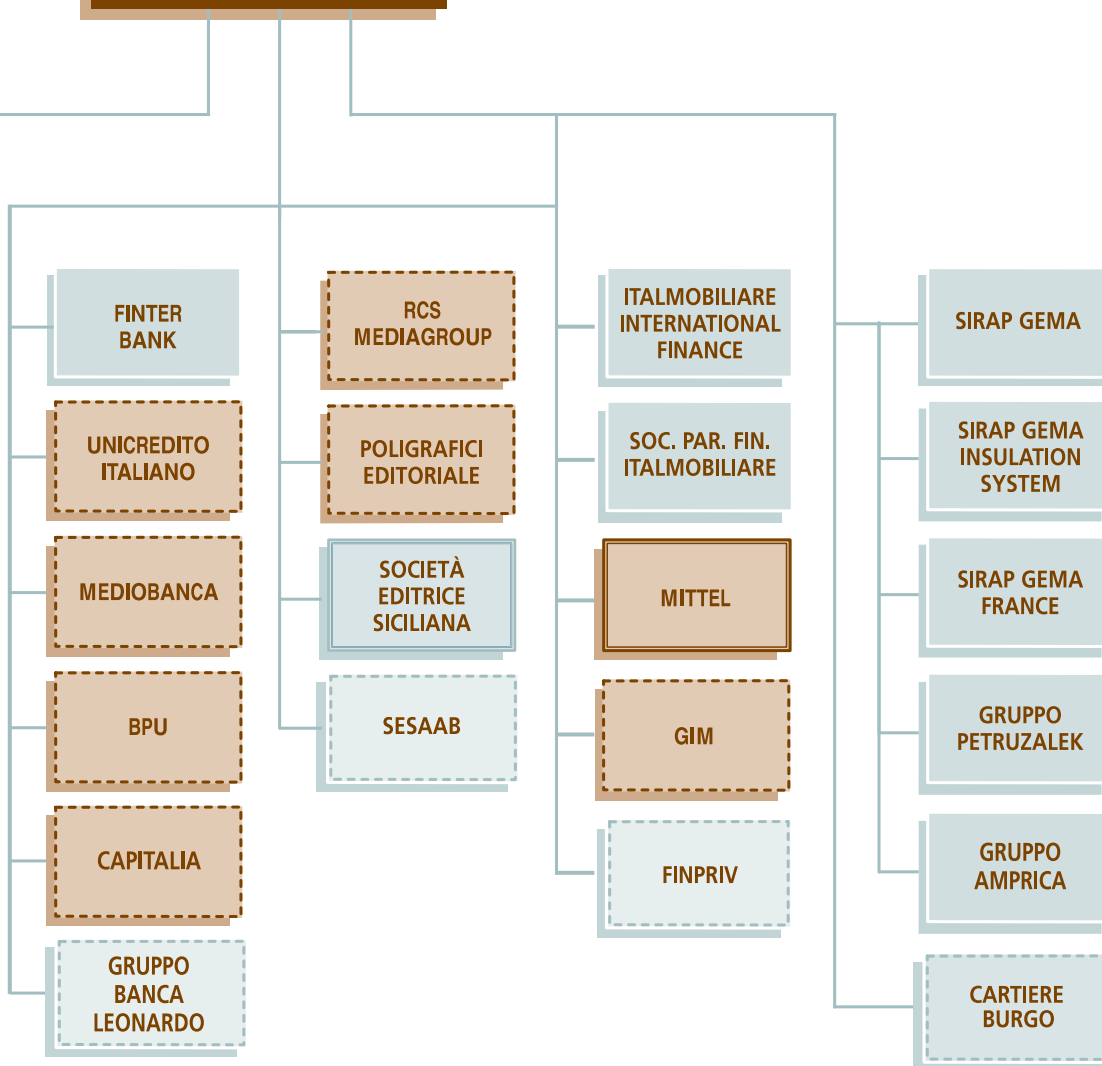 FINTER
BANK
UNICREDITO
ITALIANO
MEDIOBANCA
BPU
CAPITALIA
GRUPPO
BANCA
LEONARDO
RCS
MEDIAGROUP
POLIGRAFICI
EDITORIALE
SOCIETÀ
EDITRICE
SICILIANA
SESAAB
ITALMOBILIARE
INTERNATIONAL
FINANCE
SOC. PAR. FIN.
ITALMOBILIARE
MITTEL
GIM
FINPRIV
SIRAP GEMA
SIRAP GEMA
INSULATION
SYSTEM
SIRAP GEMA
FRANCE
GRUPPO
PETRUZALEK
GRUPPO
AMPRICA
CARTIERE
BURGO